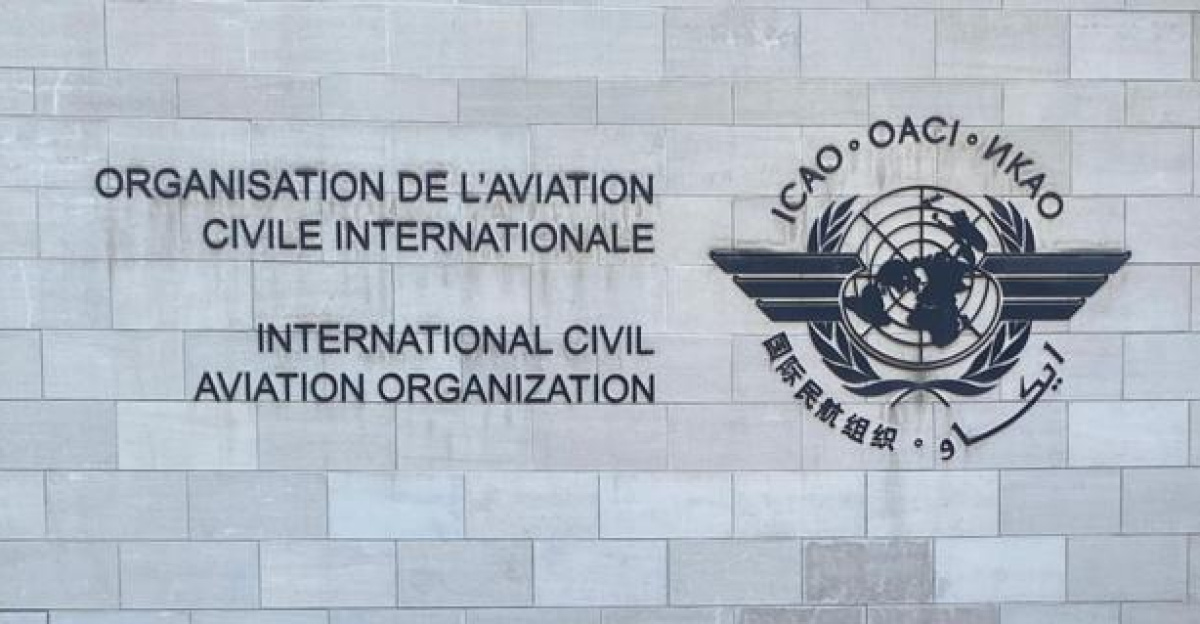 ORGANISATION DE L'AVIATION
CIVILE INTERNATIONALE
INTERNATIONAL CIVIL
AVIATION ORGANIZATION
ICAO ∘ OACI ∘ ИКАО
国际民航组织 ∘ ايكاو